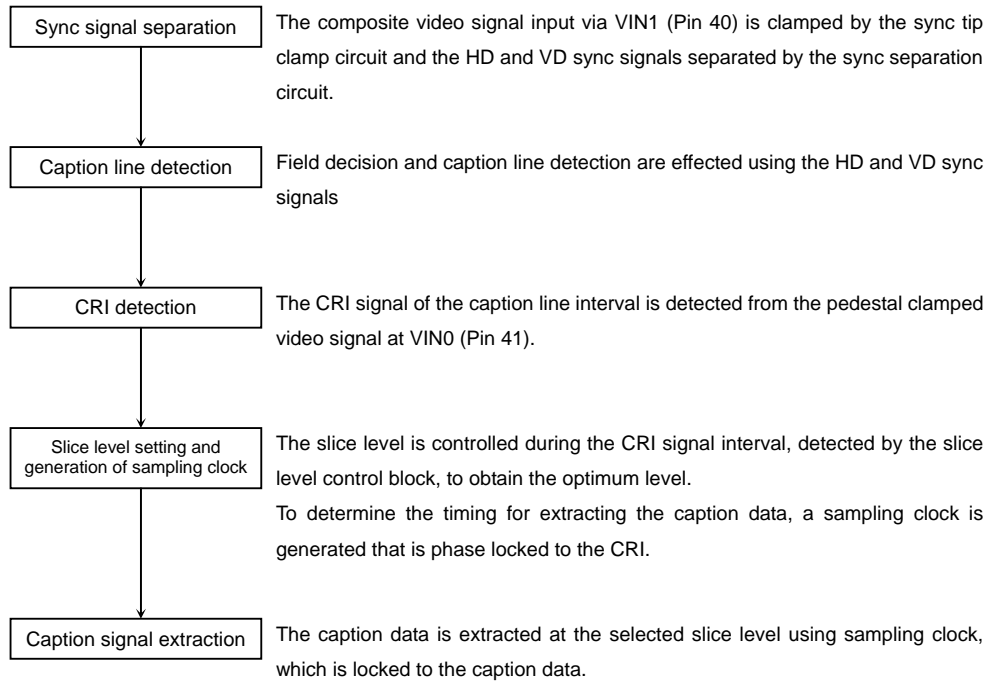 Sync signal separation
The composite video signal input via VIN1 (Pin 40) is clamped by the sync tip
clamp circuit and the HD and VD sync signals separated by the sync separation
circuit.
Caption line detection
Field decision and caption line detection are effected using the HD and VD sync
signals
CRI detection
The CRI signal of the caption line interval is detected from the pedestal clamped
video signal at VIN0 (Pin 41).
Slice level setting and
generation of sampling clock
The slice level is controlled during the CRI signal interval, detected by the slice
level control block, to obtain the optimum level.
To determine the timing for extracting the caption data, a sampling clock is
generated that is phase locked to the CRI.
Caption signal extraction
The caption data is extracted at the selected slice level using sampling clock,
which is locked to the caption data.